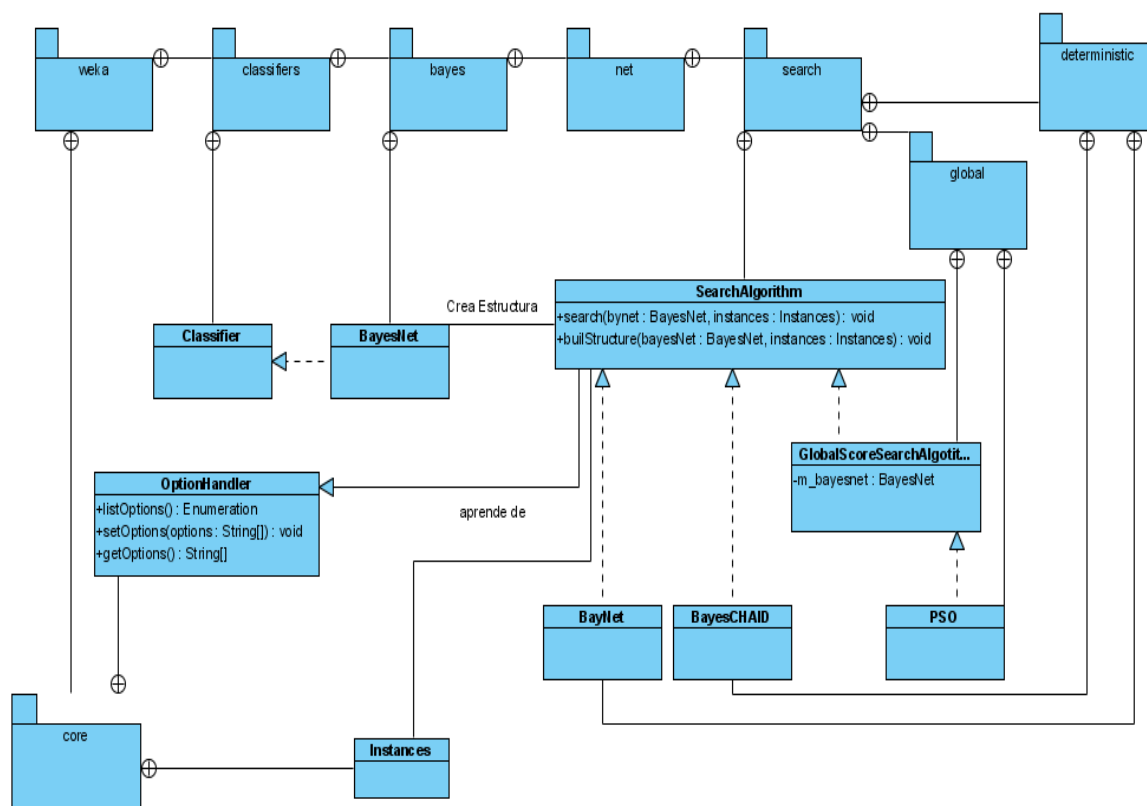 weka
classifiers
bayes
net
search
deterministic
global
SearchAlgorithm
+search(bynet : BayesNet, instances : Instances) : void
+builStructure(bayesNet : BayesNet, instances : Instances) : void
Crea Estructura
Classifier
BayesNet
GlobalScoreSearchAlgotit...
-m_bayesnet : BayesNet
OptionHandler
+listOptions() : Enumeration
+setOptions(options : String[]) : void
+getOptions() : String[]
aprende de
BayNet
BayesCHAID
PSO
core
Instances